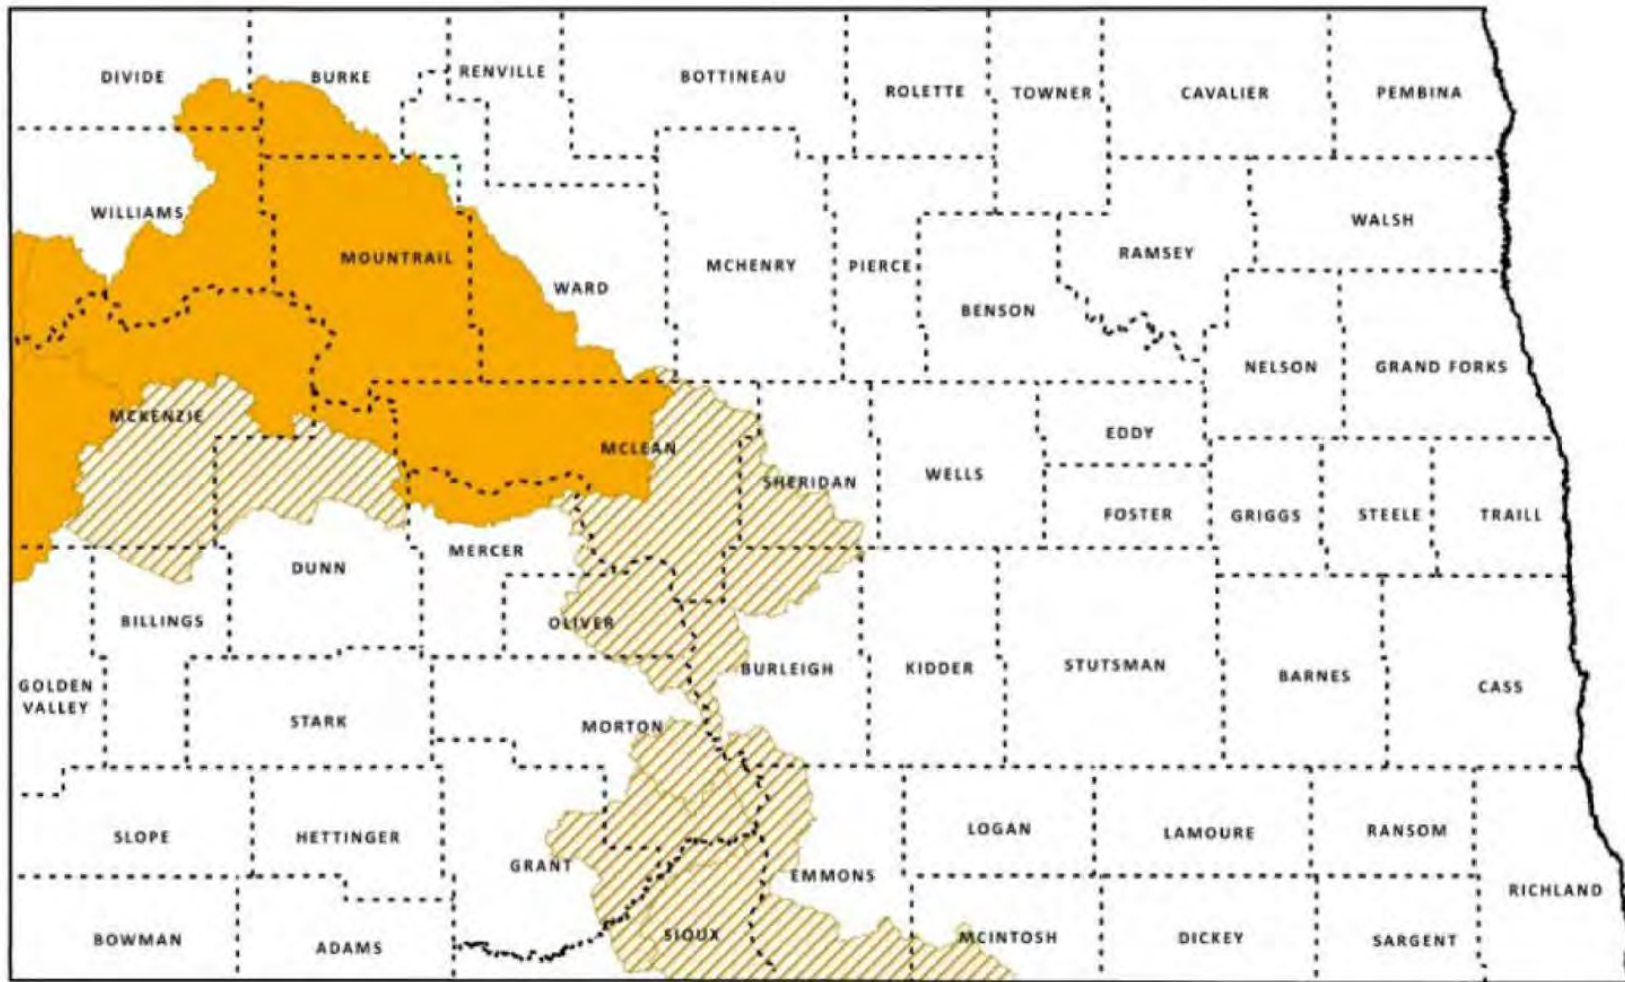 DIVIDE
BURKE
RENVILLE
BOTTINEAU
ROLETTE
TOWNER
CAVALIER
PEMBINA
WILLIAMS
MOUNTRAIL
WARD
MCHENRY
PIERCE
BENSON
RAMSEY
WALSH
NELSON
GRAND FORKS
MCKENZIE
MCLEAN
SHERIDAN
WELLS
EDDY
FOSTER
GRIGGS
STEELE
TRAILL
MERCER
DUNN
BILLINGS
OLIVER
GOLDEN
VALLEY
STARK
MORTON
BURLEIGH
KIDDER
STUTSMAN
BARNES
CASS
SLOPE
HETTINGER
GRANT
EMMONS
LOGAN
LAMOURE
RANSOM
RICHLAND
BOWMAN
ADAMS
SIOUX
MCINTOSH
DICKEY
SARGENT